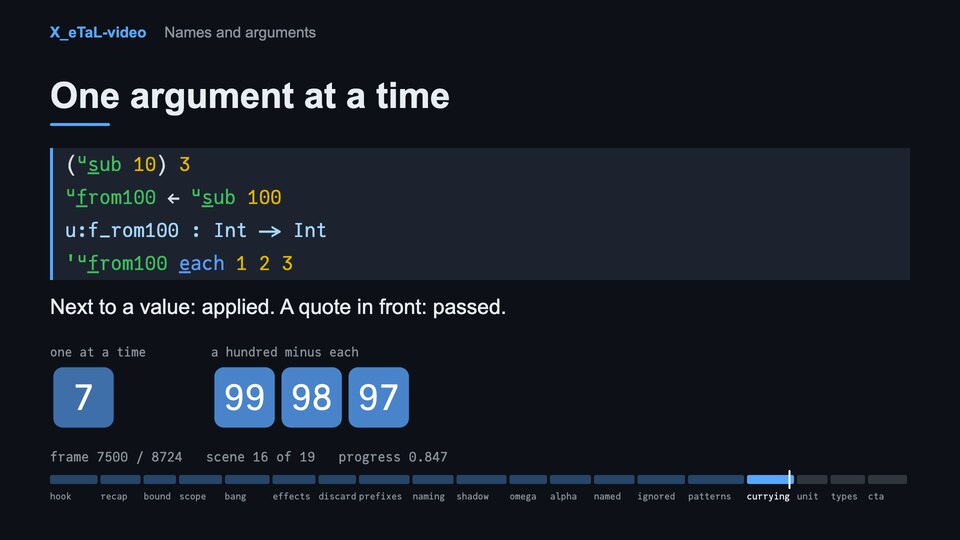 X_eTaL-video Names and arguments
One argument at a time
(ᵘsub 10) 3
ᵘfrom100 ← ᵘsub 100
u:f_rom100 : Int → Int
'ᵘfrom100 each 1 2 3
Next to a value: applied. A quote in front: passed.
one at a time a hundred minus each
7 99 98 97
frame 7500 / 8724 scene 16 of 19 progress 0.847
hook recap bound scope bang effects discard prefixes naming shadow omega alpha named ignored patterns currying unit types cta